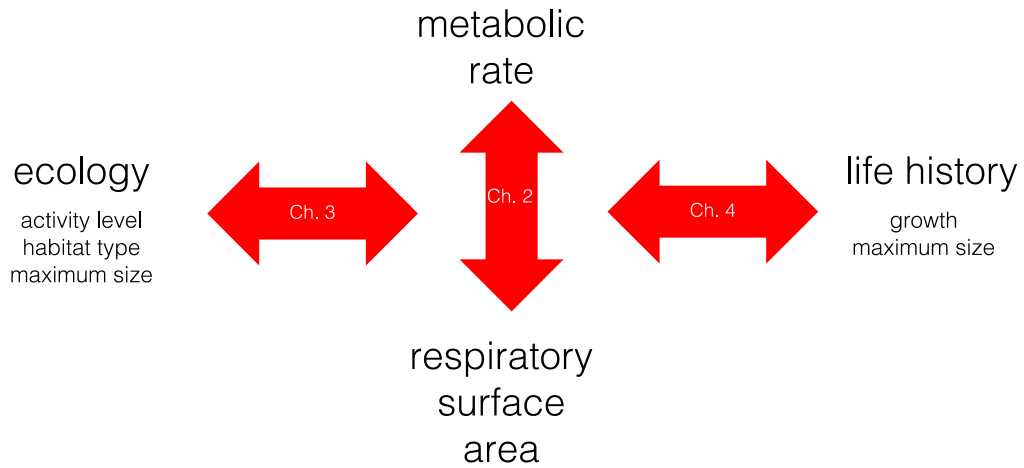 metabolic
rate
ecology
activity level
habitat type
maximum size
Ch. 3
Ch. 2
Ch. 4
life history
growth
maximum size
respiratory
surface
area